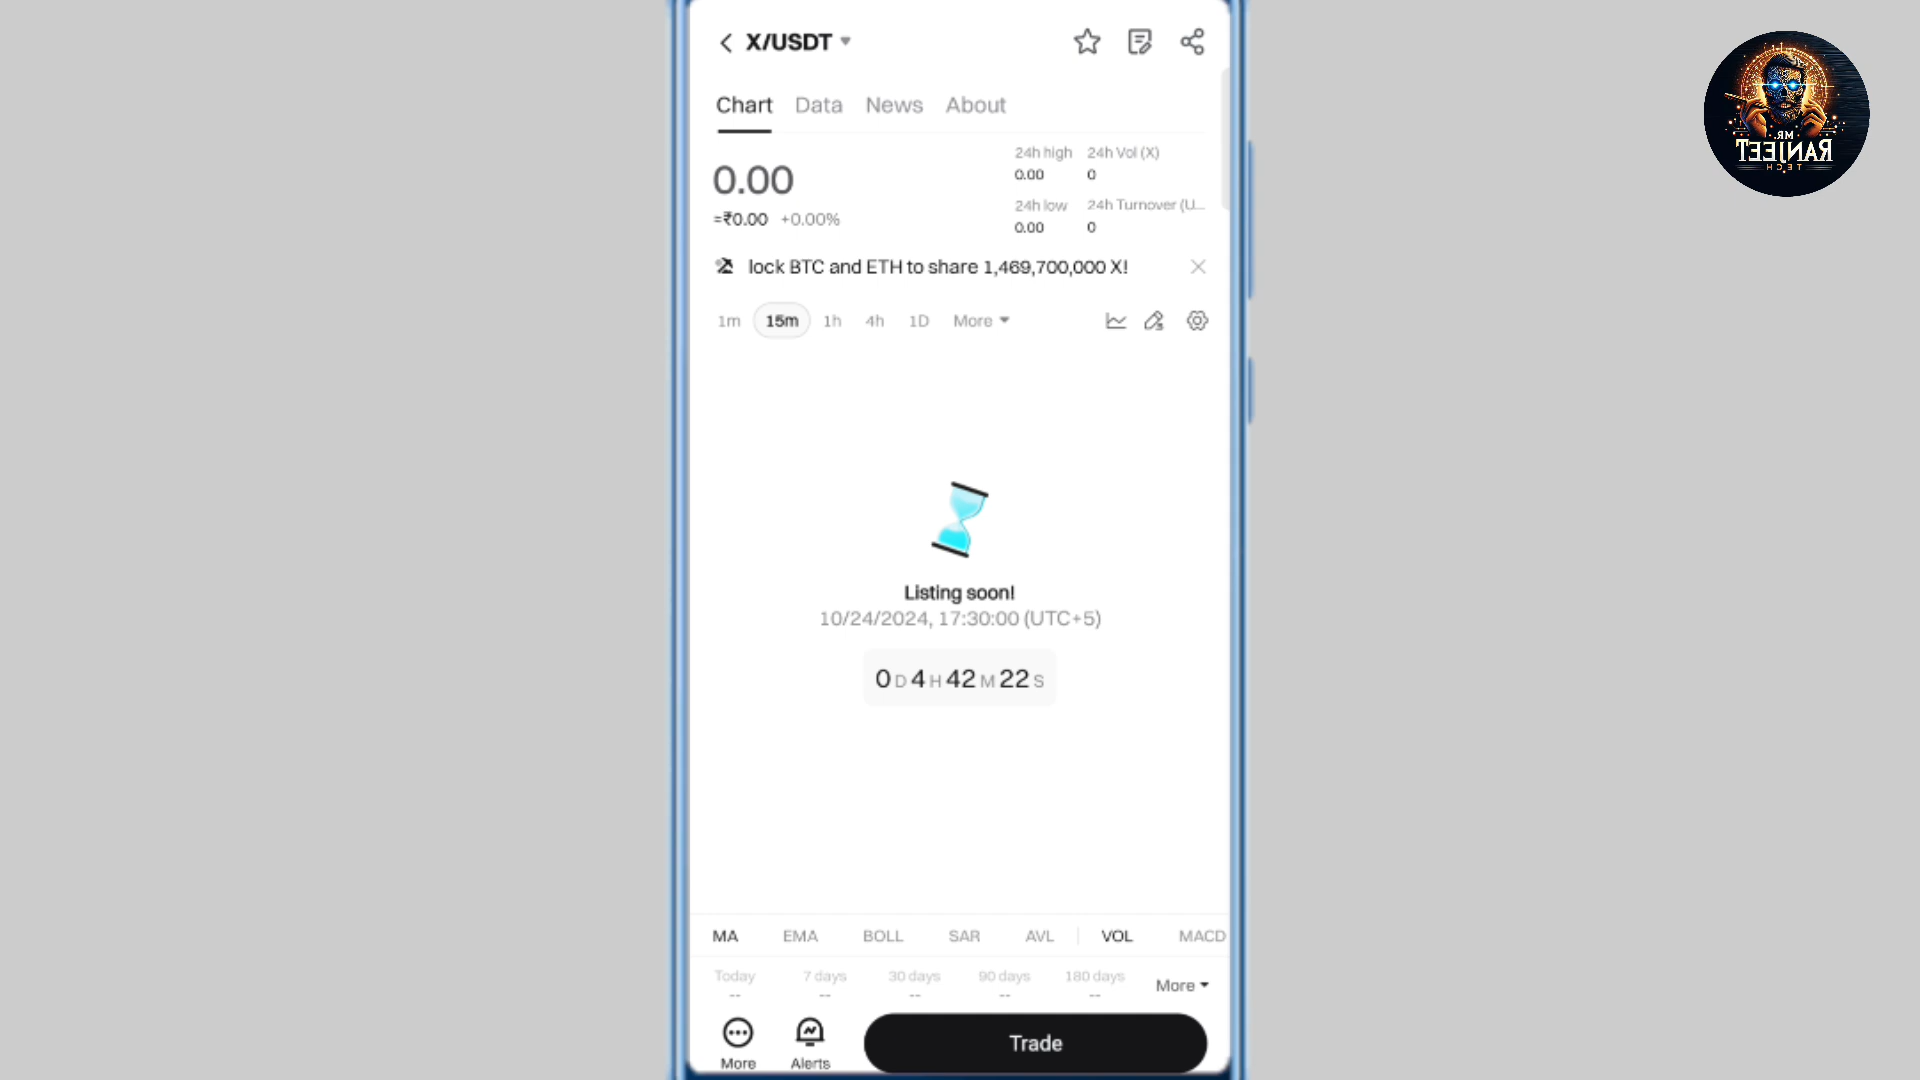 X/USDT
Chart Data News About
0.00
=₹0.00 +0.00%
24h high 24h Vol (X)
0.00 0
24h low 24h Turnover (U...
0.00 0
lock BTC and ETH to share 1,469,700,000 X!
1m 15m 1h 4h 1D More
Listing soon!
10/24/2024, 17:30:00 (UTC+5)
0 D 4 H 42 M 22 S
MA EMA BOLL SAR AVL VOL MACD
Today 7 days 30 days 90 days 180 days More
-- -- -- -- --
More Alerts Trade
MR.
RANJEET
TECH